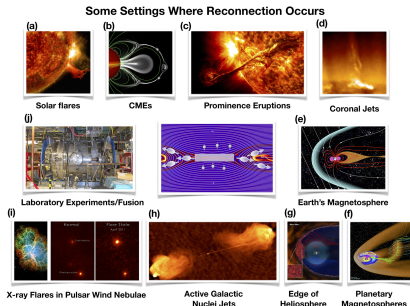 Some Settings Where Reconnection Occurs
(a)
(b)
(c)
(d)
Solar flares
CMEs
Prominence Eruptions
Coronal Jets
(j)
(e)
Laboratory Experiments/Fusion
Earth's Magnetosphere
(i)
(h)
(g)
(f)
X-ray Flares in Pulsar Wind Nebulae
Active Galactic
Nuclei Jets
Edge of
Heliosphere
Planetary
Magnetospheres